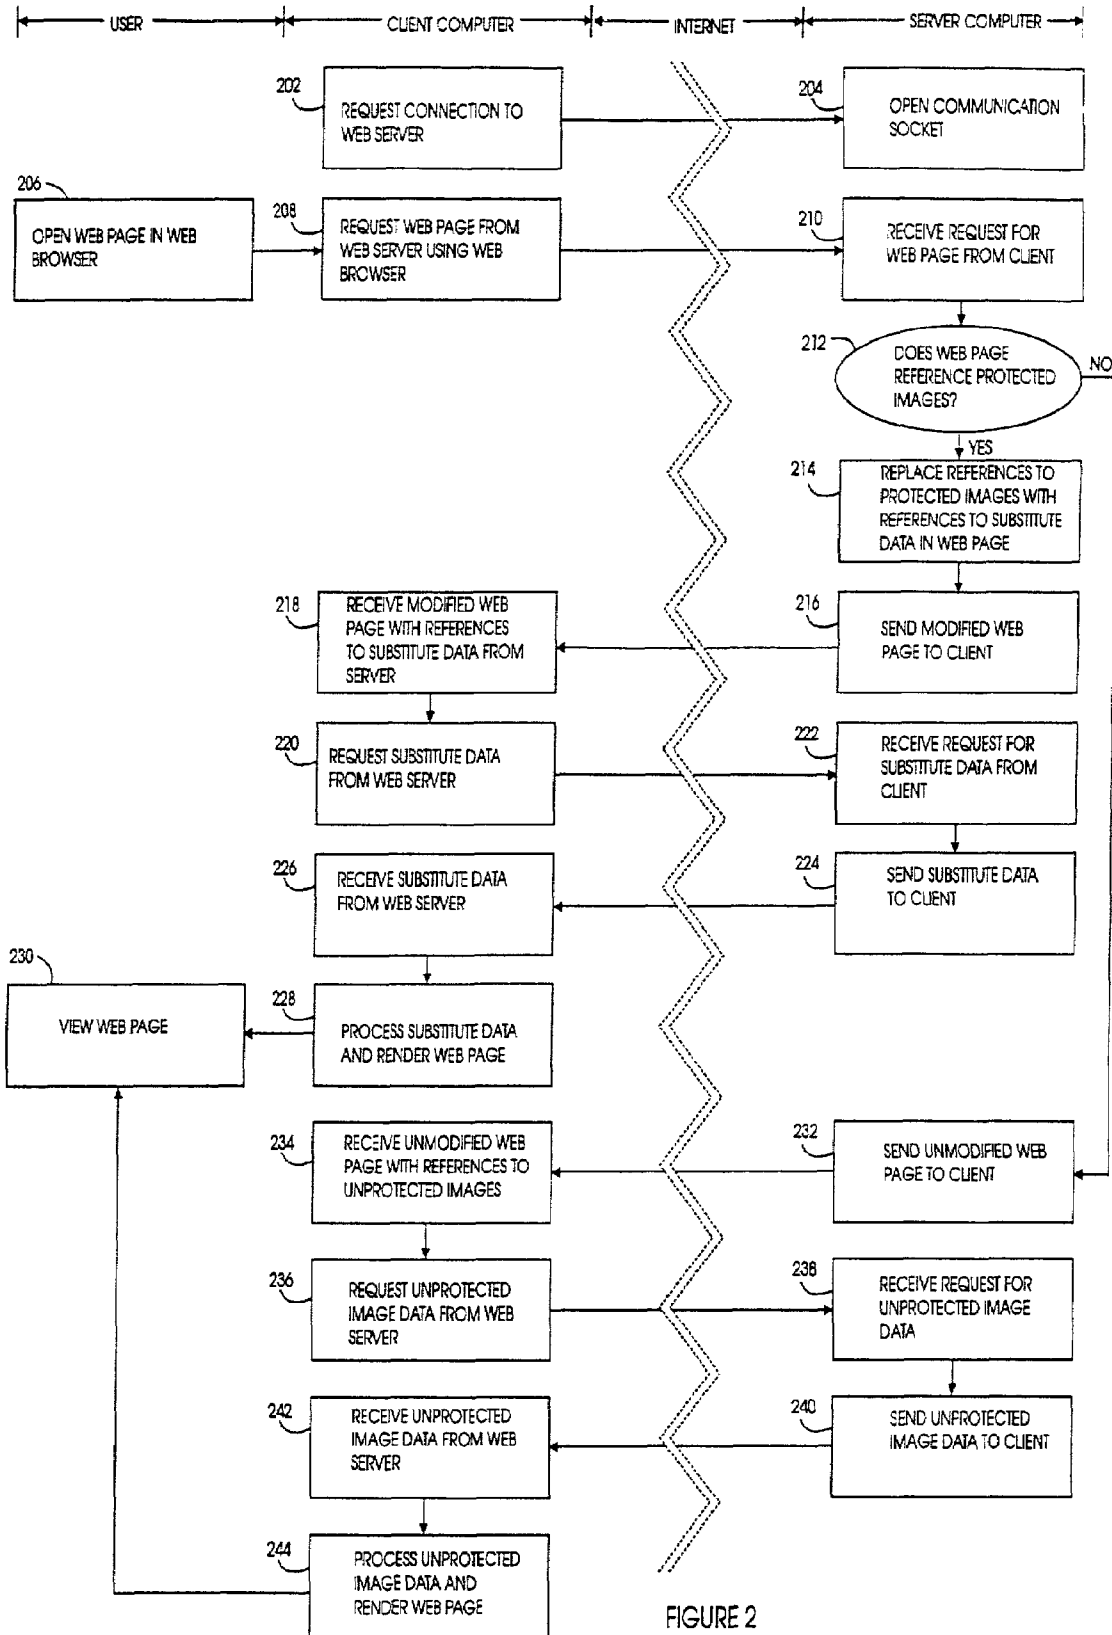 USER
CLIENT COMPUTER
INTERNET
SERVER COMPUTER
202
REQUEST CONNECTION TO
WEB SERVER
204
OPEN COMMUNICATION
SOCKET
206
OPEN WEB PAGE IN WEB
BROWSER
208
REQUEST WEB PAGE FROM
WEB SERVER USING WEB
BROWSER
210
RECEIVE REQUEST FOR
WEB PAGE FROM CLIENT
212
DOES WEB PAGE
REFERENCE PROTECTED
IMAGES?
NO
YES
214
REPLACE REFERENCES TO
PROTECTED IMAGES WITH
REFERENCES TO SUBSTITUTE
DATA IN WEB PAGE
218
RECEIVE MODIFIED WEB
PAGE WITH REFERENCES
TO SUBSTITUTE DATA FROM
SERVER
216
SEND MODIFIED WEB
PAGE TO CLIENT
220
REQUEST SUBSTITUTE DATA
FROM WEB SERVER
222
RECEIVE REQUEST FOR
SUBSTITUTE DATA FROM
CLIENT
226
RECEIVE SUBSTITUTE DATA
FROM WEB SERVER
224
SEND SUBSTITUTE DATA
TO CLIENT
230
VIEW WEB PAGE
228
PROCESS SUBSTITUTE DATA
AND RENDER WEB PAGE
234
RECEIVE UNMODIFIED WEB
PAGE WITH REFERENCES TO
UNPROTECTED IMAGES
232
SEND UNMODIFIED WEB
PAGE TO CLIENT
236
REQUEST UNPROTECTED
IMAGE DATA FROM WEB
SERVER
238
RECEIVE REQUEST FOR
UNPROTECTED IMAGE
DATA
242
RECEIVE UNPROTECTED
IMAGE DATA FROM WEB
SERVER
240
SEND UNPROTECTED
IMAGE DATA TO CLIENT
244
PROCESS UNPROTECTED
IMAGE DATA AND
RENDER WEB PAGE
FIGURE 2